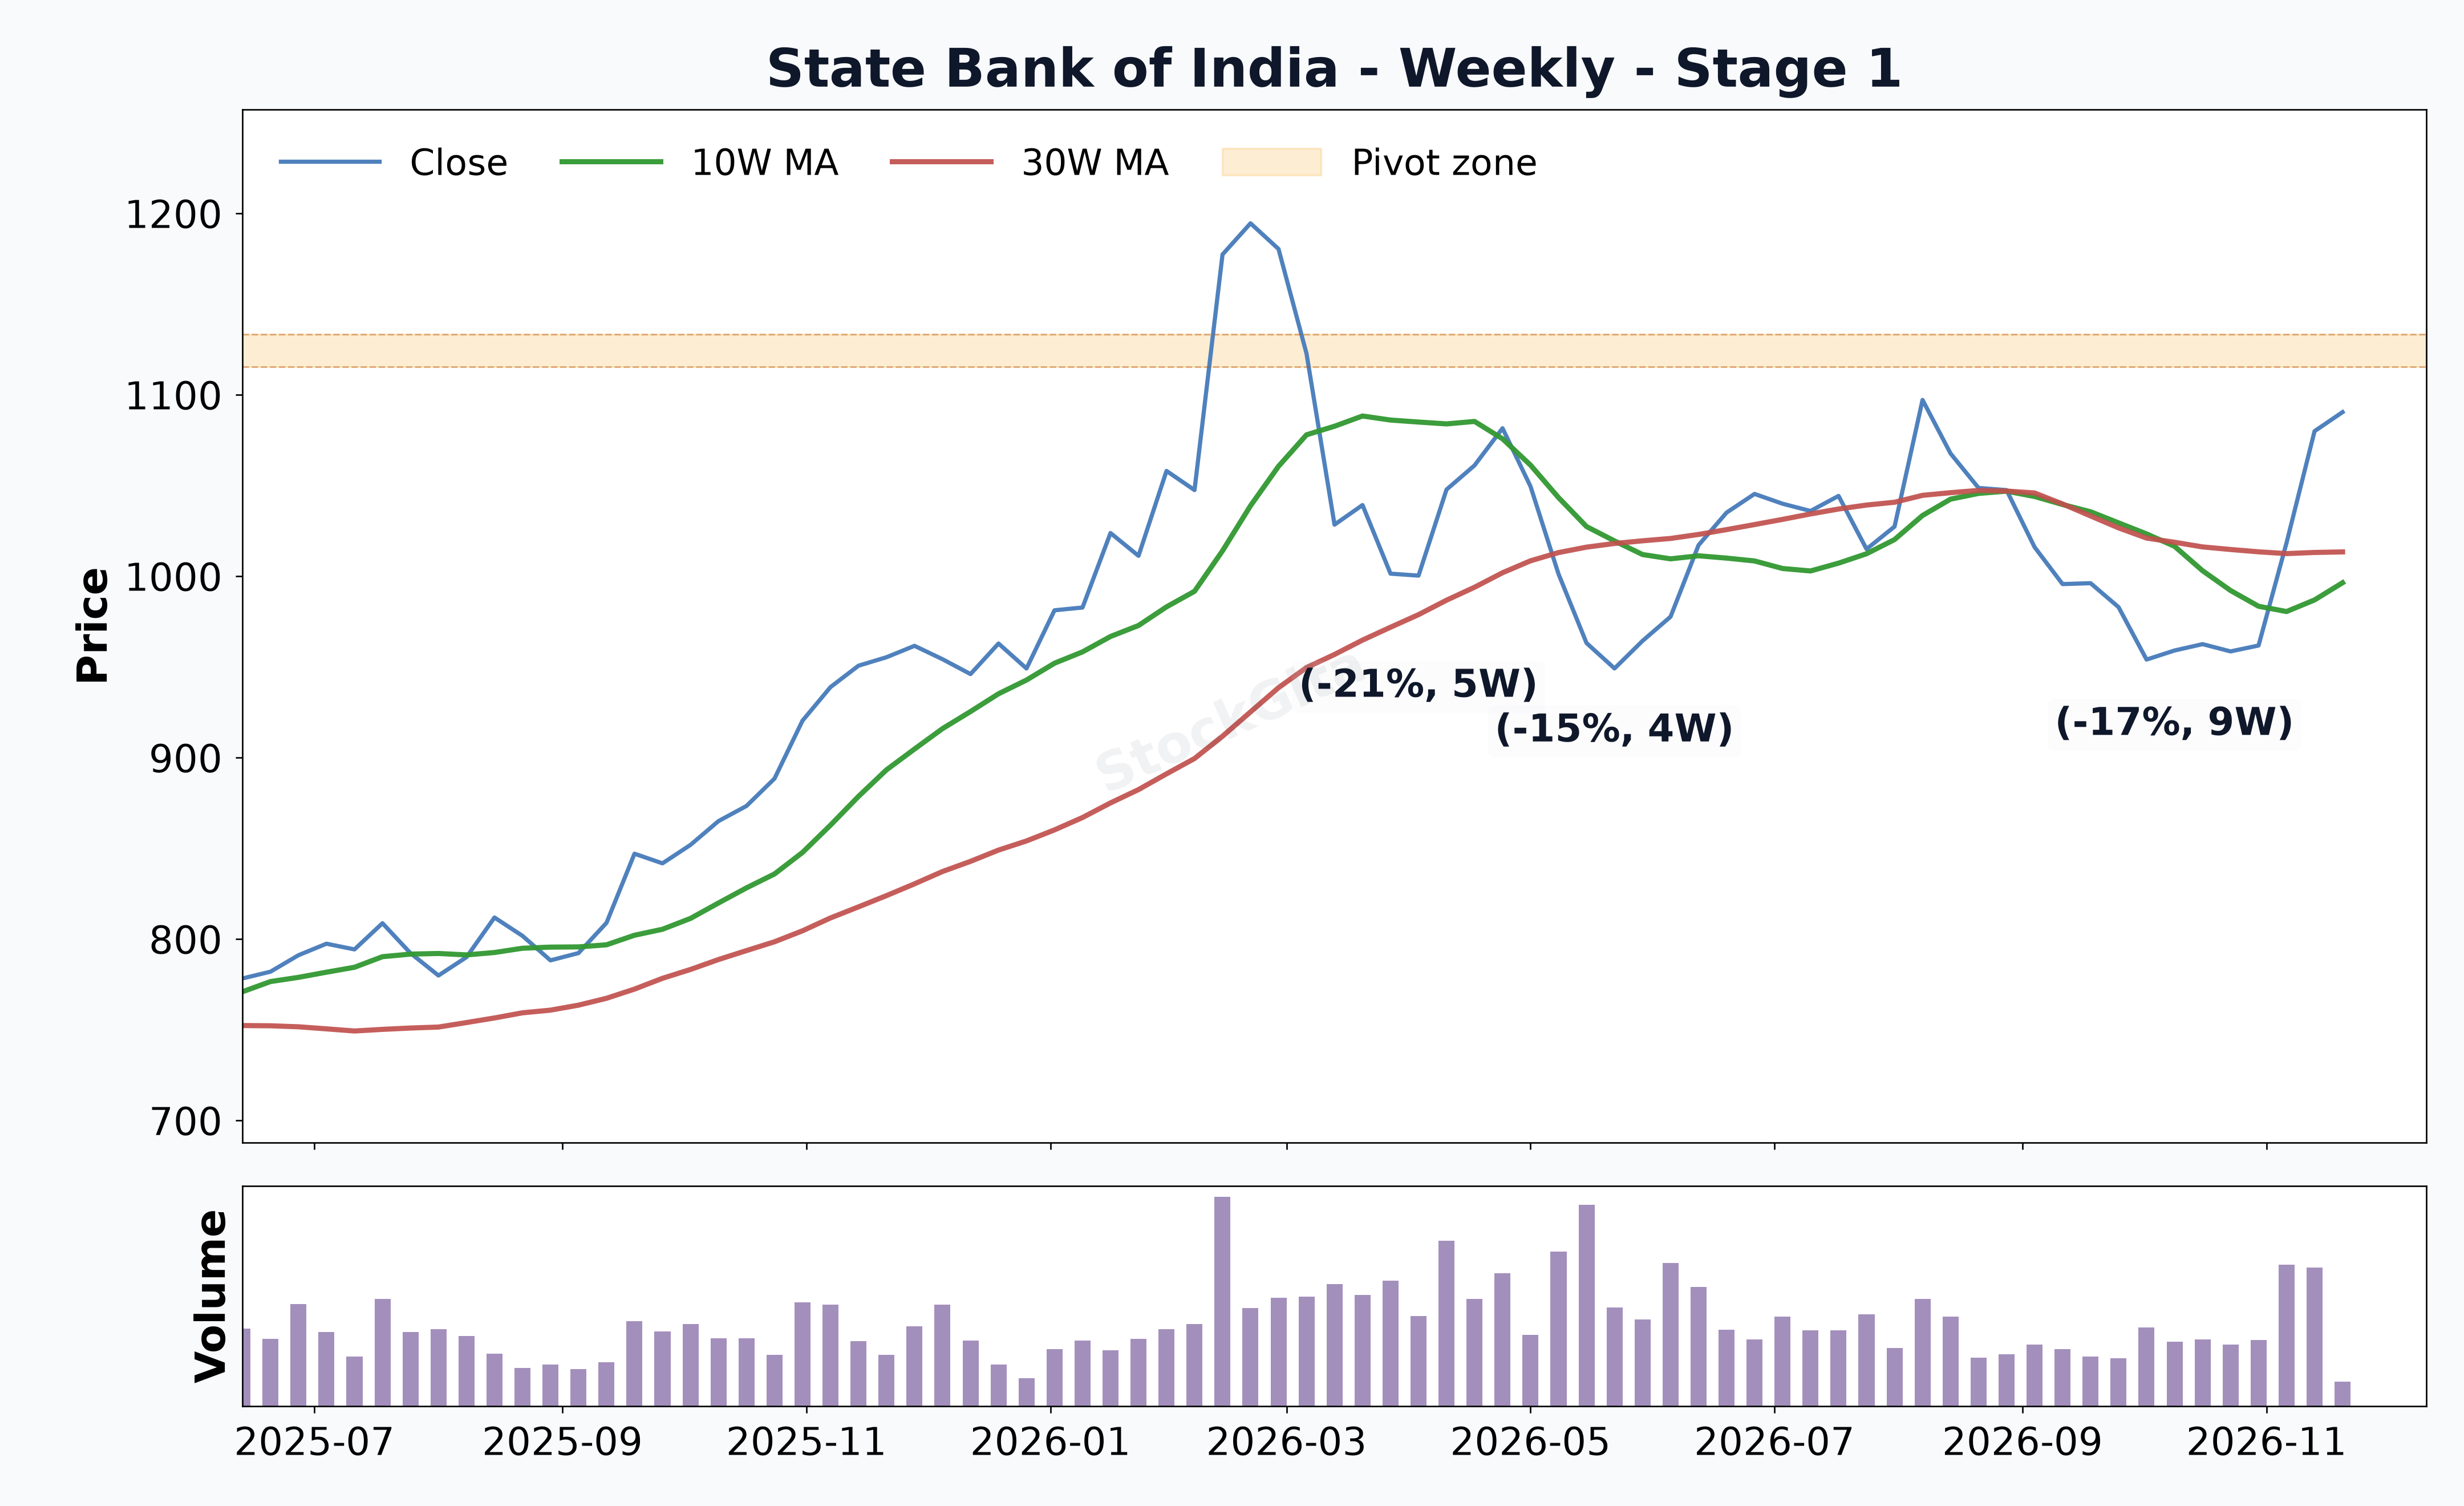 State Bank of India - Weekly - Stage 1
Close
10W MA
30W MA
Pivot zone
Price
1200
1100
1000
900
800
700
StockGita
(-21%, 5W)
(-15%, 4W)
(-17%, 9W)
Volume
2025-07
2025-09
2025-11
2026-01
2026-03
2026-05
2026-07
2026-09
2026-11